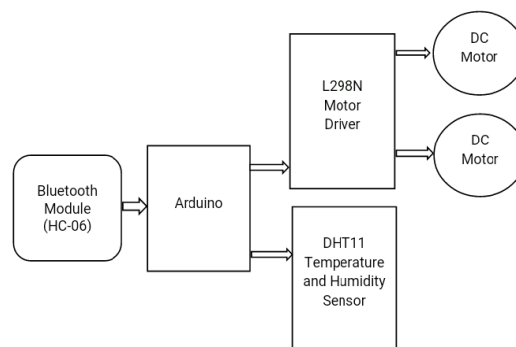 DC
Motor
L298N
Motor
Driver
DC
Motor
Bluetooth
Module
(HC-06)
Arduino
DHT11
Temperature
and Humidity
Sensor